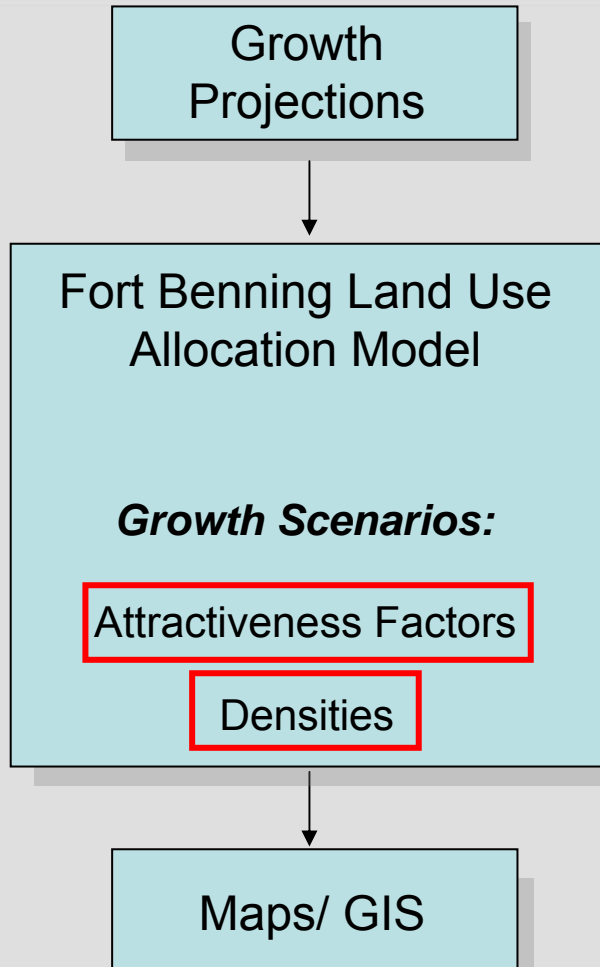 Growth
Projections
Fort Benning Land Use
Allocation Model
Growth Scenarios:
Attractiveness Factors
Densities
Maps/ GIS